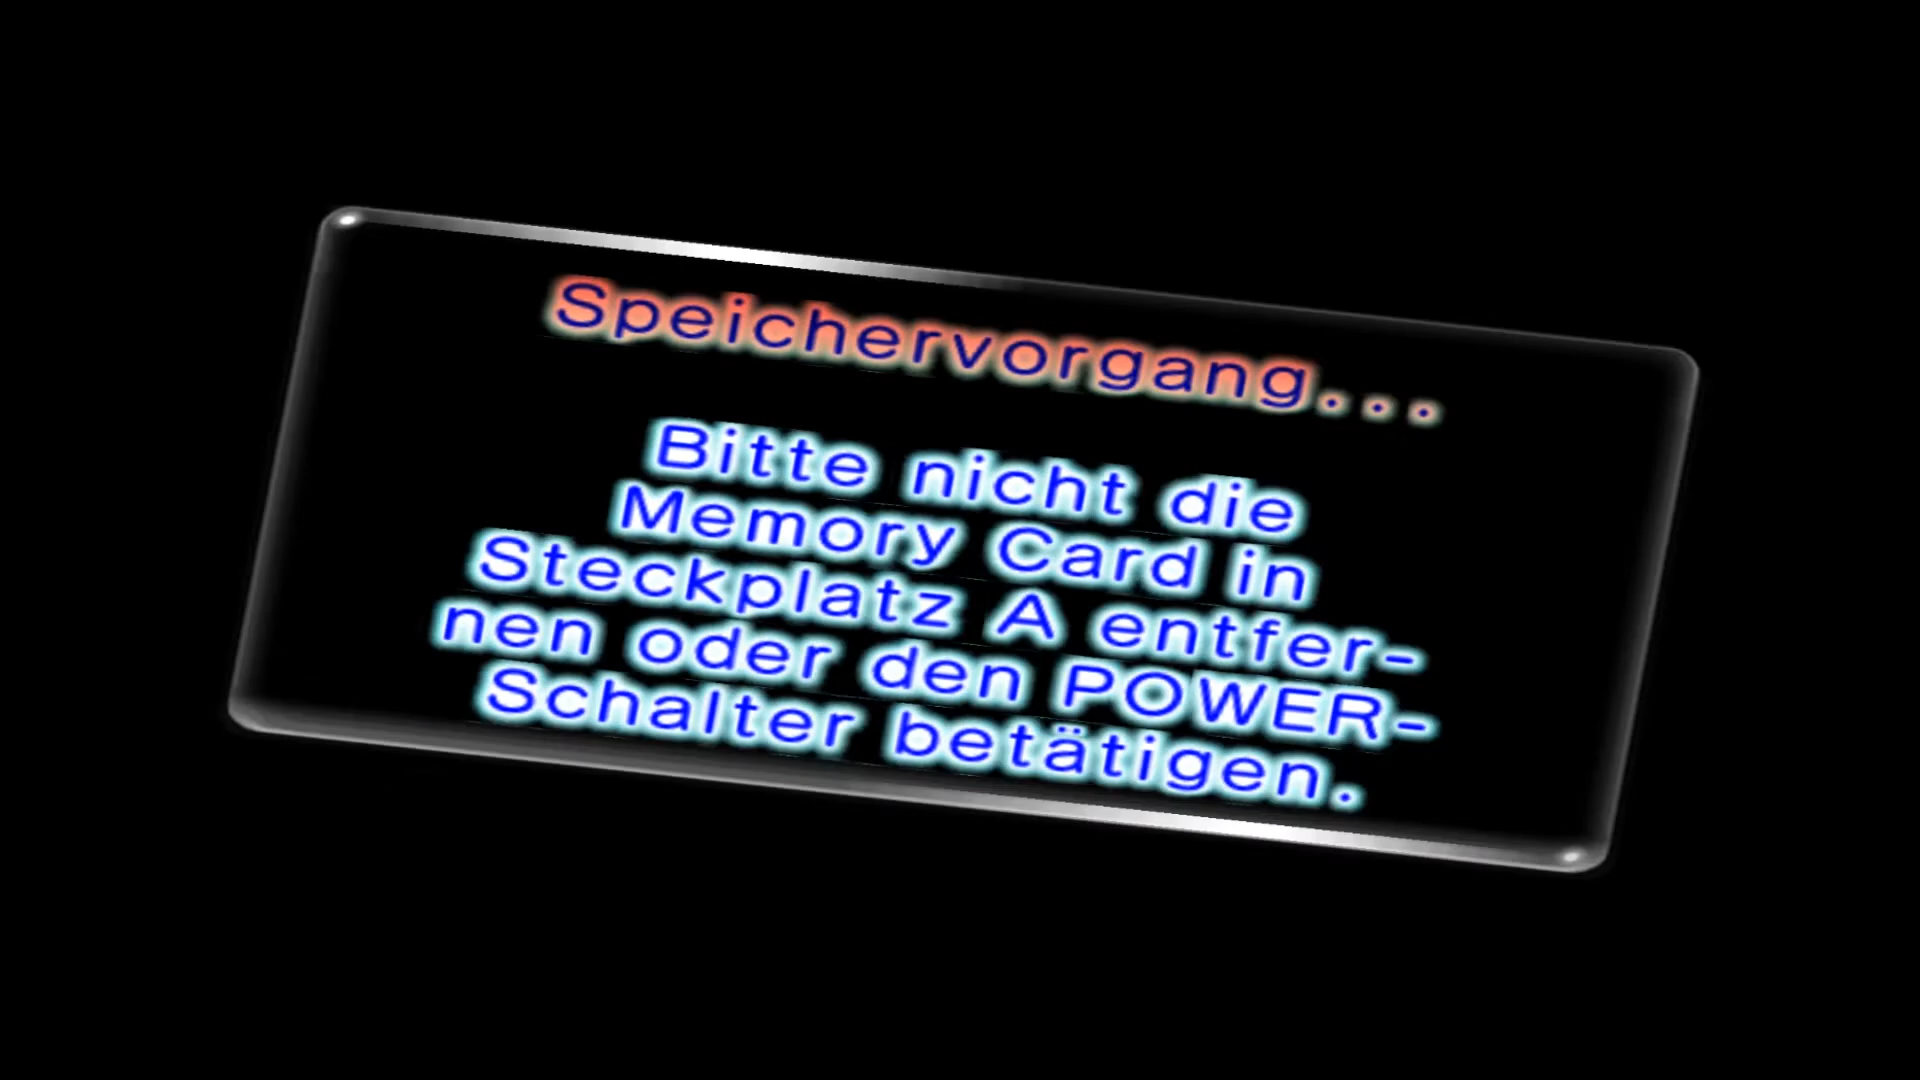 Speichervorgang...
Bitte nicht die
Memory Card in
Steckplatz A entfer-
nen oder den POWER-
Schalter betätigen.